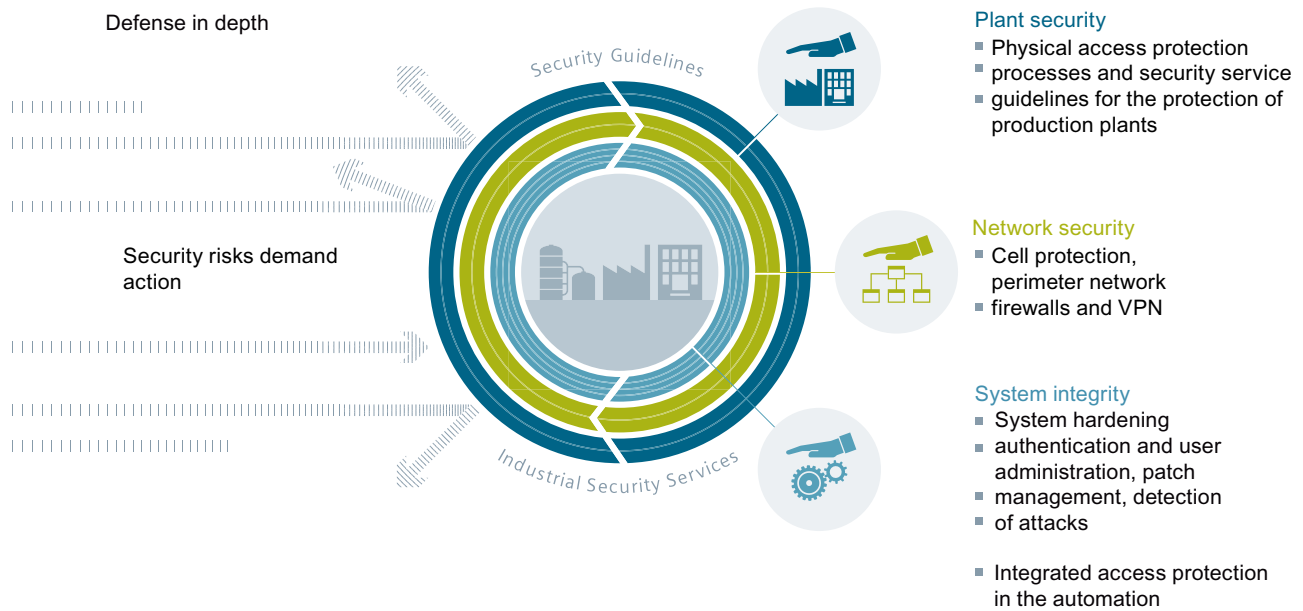 Defense in depth
Security risks demand
action
Security Guidelines
Industrial Security Services
Plant security
Physical access protection
processes and security service
guidelines for the protection of
production plants
Network security
Cell protection,
perimeter network
firewalls and VPN
System integrity
System hardening
authentication and user
administration, patch
management, detection
of attacks
Integrated access protection
in the automation